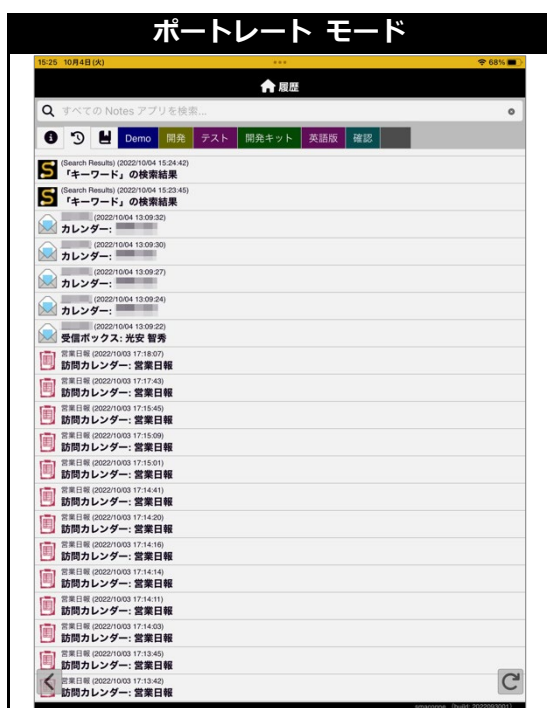 ポートレート モード
15:25 10月4日(火)
68%
履歴
すべての Notes アプリを検索...
Demo 開発 テスト 開発キット 英語版 確認
(Search Results) (2022/10/04 15:24:42)
「キーワード」の検索結果
(Search Results) (2022/10/04 15:23:45)
「キーワード」の検索結果
(2022/10/04 13:09:32)
カレンダー:
(2022/10/04 13:09:30)
カレンダー:
(2022/10/04 13:09:27)
カレンダー:
(2022/10/04 13:09:24)
カレンダー:
(2022/10/04 13:09:22)
受信ボックス: 光安 智秀
営業日報 (2022/10/03 17:18:07)
訪問カレンダー: 営業日報
営業日報 (2022/10/03 17:17:43)
訪問カレンダー: 営業日報
営業日報 (2022/10/03 17:15:45)
訪問カレンダー: 営業日報
営業日報 (2022/10/03 17:15:09)
訪問カレンダー: 営業日報
営業日報 (2022/10/03 17:15:01)
訪問カレンダー: 営業日報
営業日報 (2022/10/03 17:14:41)
訪問カレンダー: 営業日報
営業日報 (2022/10/03 17:14:20)
訪問カレンダー: 営業日報
営業日報 (2022/10/03 17:14:16)
訪問カレンダー: 営業日報
営業日報 (2022/10/03 17:14:14)
訪問カレンダー: 営業日報
営業日報 (2022/10/03 17:14:11)
訪問カレンダー: 営業日報
営業日報 (2022/10/03 17:14:03)
訪問カレンダー: 営業日報
営業日報 (2022/10/03 17:13:45)
訪問カレンダー: 営業日報
営業日報 (2022/10/03 17:13:42)
訪問カレンダー: 営業日報